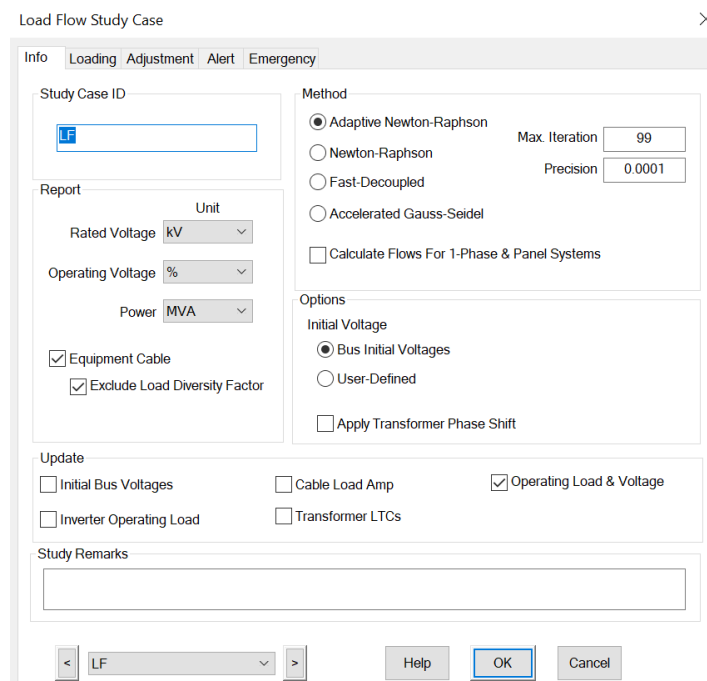 Load Flow Study Case
Info Loading Adjustment Alert Emergency
Study Case ID
LF
Report
Unit
Rated Voltage kV
Operating Voltage %
Power MVA
Equipment Cable
Exclude Load Diversity Factor
Method
Adaptive Newton-Raphson
Newton-Raphson
Fast-Decoupled
Accelerated Gauss-Seidel
Max. Iteration 99
Precision 0.0001
Calculate Flows For 1-Phase & Panel Systems
Options
Initial Voltage
Bus Initial Voltages
User-Defined
Apply Transformer Phase Shift
Update
Initial Bus Voltages Cable Load Amp Operating Load & Voltage
Inverter Operating Load Transformer LTCs
Study Remarks
< LF > Help OK Cancel